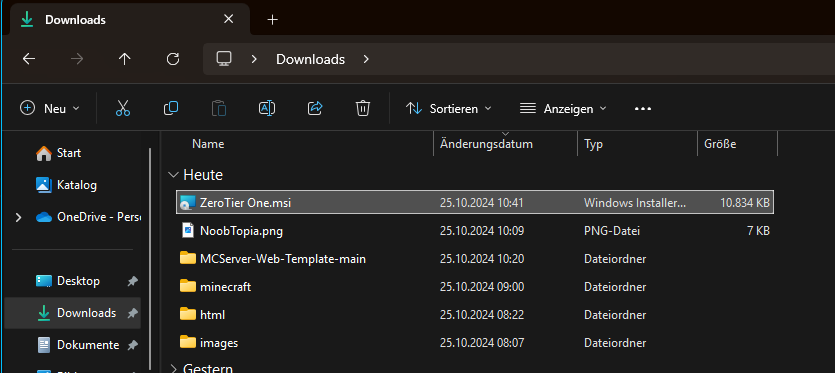 Downloads
Downloads
Neu
Sortieren
Anzeigen
Name Änderungsdatum Typ Größe
Start
Katalog
OneDrive - Pers
Desktop
Downloads
Dokumente
Heute
ZeroTier One.msi 25.10.2024 10:41 Windows Installer... 10.834 KB
NoobTopia.png 25.10.2024 10:09 PNG-Datei 7 KB
MCServer-Web-Template-main 25.10.2024 10:20 Dateiordner
minecraft 25.10.2024 09:00 Dateiordner
html 25.10.2024 08:22 Dateiordner
images 25.10.2024 08:07 Dateiordner
Gestern